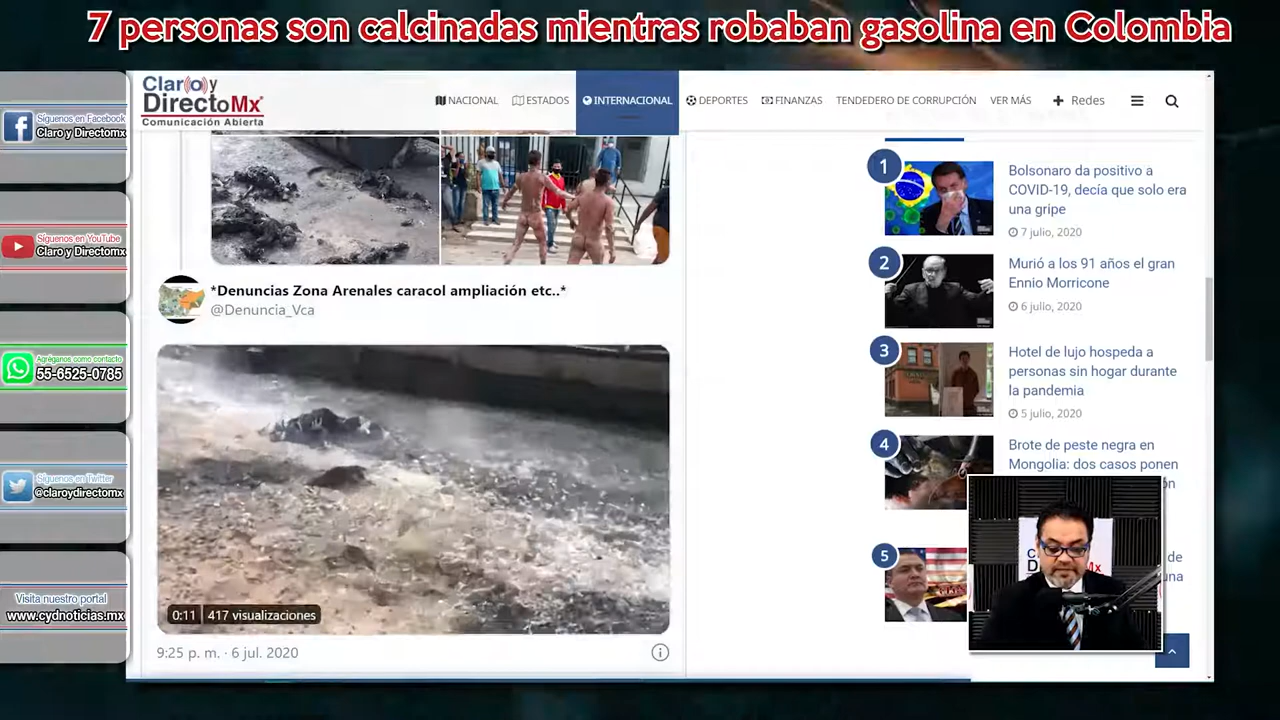 7 personas son calcinadas mientras robaban gasolina en Colombia
Síguenos en Facebook
Claro y Directomx
Síguenos en YouTube
Claro y Directomx
Agréganos como contacto
55-6525-0785
Síguenos en Twitter
@claroydirectomx
Visita nuestro portal
www.cydnoticias.mx
Claro y
DirectoMx
Comunicación Abierta
NACIONAL
ESTADOS
INTERNACIONAL
DEPORTES
FINANZAS
TENDEDERO DE CORRUPCIÓN
VER MÁS
Redes
*Denuncias Zona Arenales caracol ampliación etc..*
@Denuncia_Vca
0:11
417 visualizaciones
9:25 p. m. · 6 jul. 2020
1
Bolsonaro da positivo a
COVID-19, decía que solo era
una gripe
7 julio, 2020
2
Murió a los 91 años el gran
Ennio Morricone
6 julio, 2020
3
Hotel de lujo hospeda a
personas sin hogar durante
la pandemia
5 julio, 2020
4
Brote de peste negra en
Mongolia: dos casos ponen
5
de
una